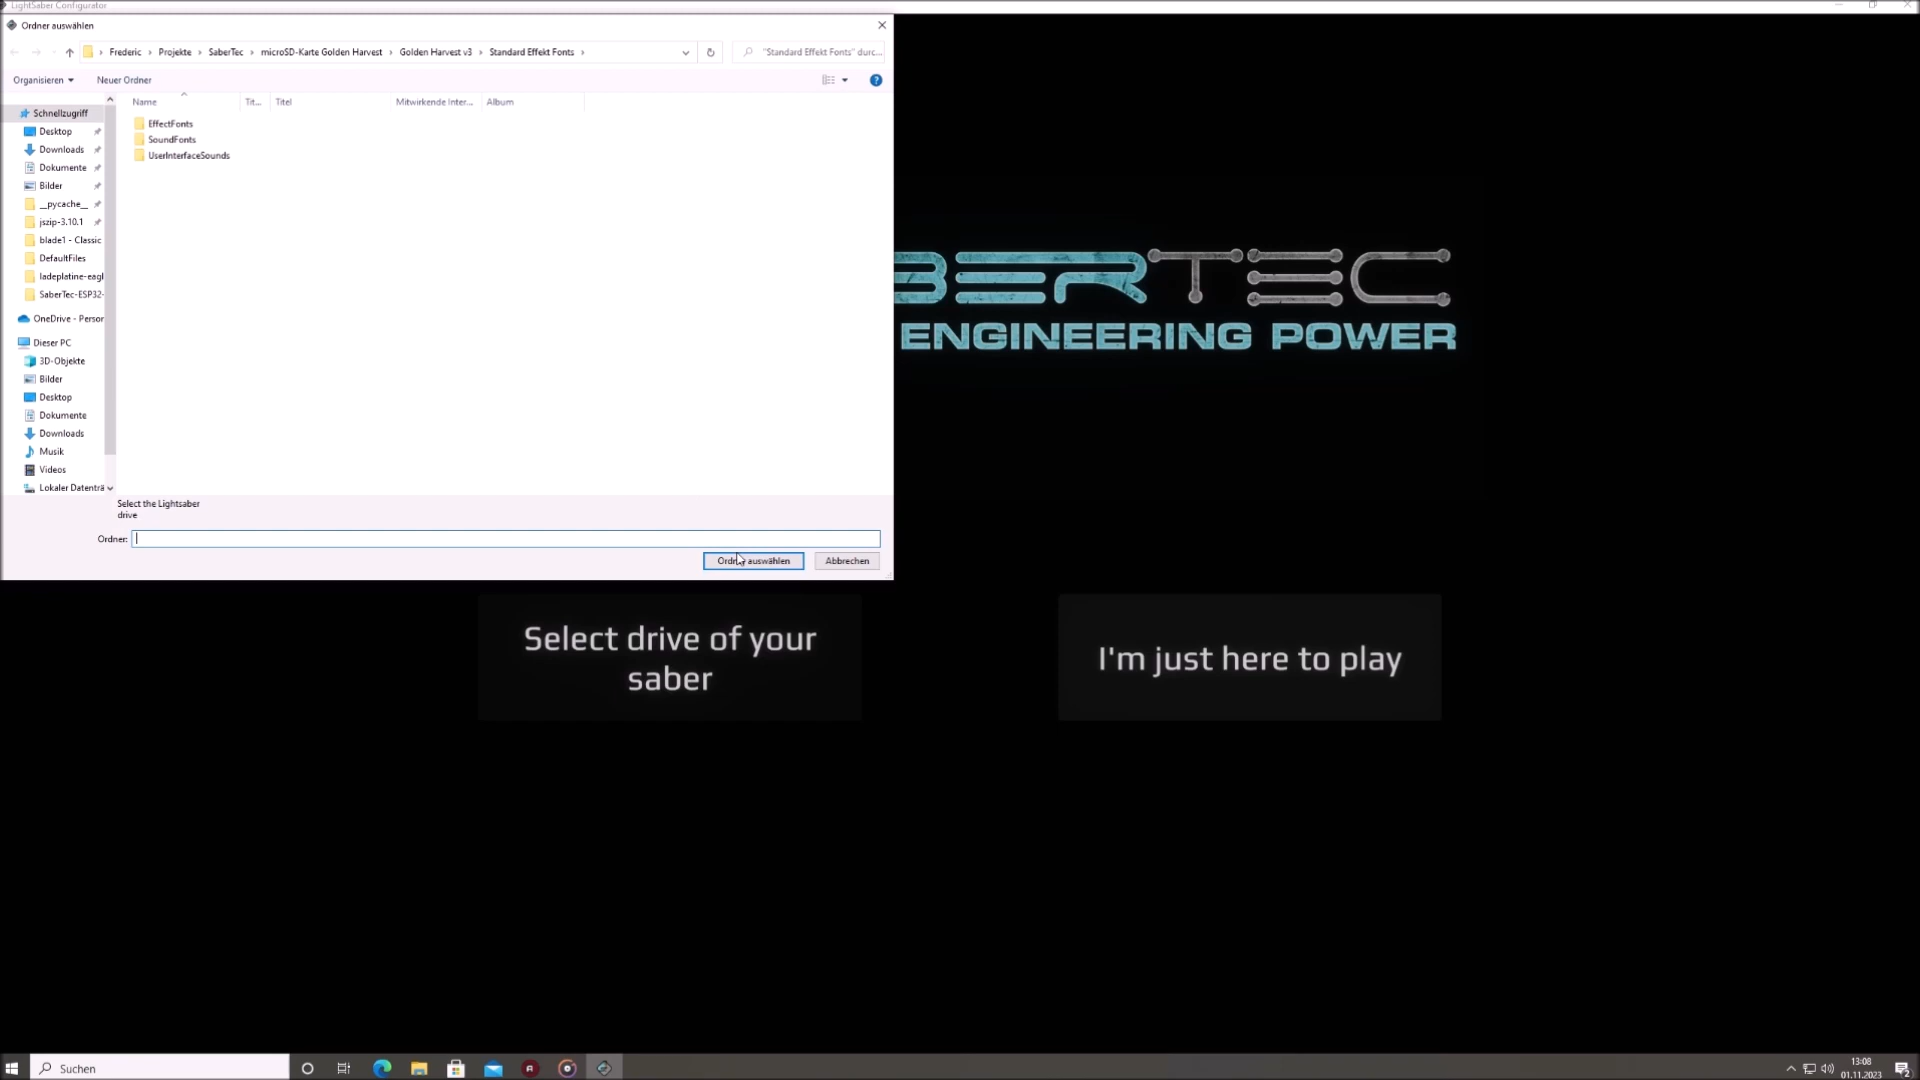 LightSaber Configurator
Ordner auswählen
Frederic › Projekte › SaberTec › microSD-Karte Golden Harvest › Golden Harvest v3 › Standard Effekt Fonts ›
"Standard Effekt Fonts" durc...
Organisieren
Neuer Ordner
Name
Tit...
Titel
Mitwirkende Inter...
Album
Schnellzugriff
Desktop
Downloads
Dokumente
Bilder
__pycache__
jszip-3.10.1
blade1 - Classic
DefaultFiles
ladeplatine-eagl
SaberTec-ESP32-
OneDrive - Person
Dieser PC
3D-Objekte
Bilder
Desktop
Dokumente
Downloads
Musik
Videos
Lokaler Datenträ
EffectFonts
SoundFonts
UserInterfaceSounds
Select the Lightsaber
drive
Ordner:
Ordner auswählen
Abbrechen
BERTEC
ENGINEERING POWER
Select drive of your
saber
I'm just here to play
Suchen
13:08
01.11.2023
2